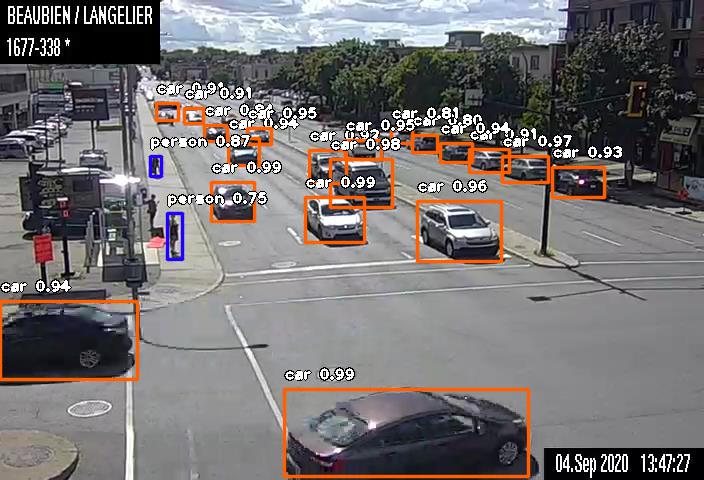 BEAUBIEN / LANGELIER
1677-338 *
car 0.91
car 0.95
car 0.94
person 0.87
car 0.99
person 0.75
car 0.92
car 0.95
car 0.98
car 0.99
car 0.81
car 0.94
car 0.91
car 0.97
car 0.93
car 0.96
car 0.94
car 0.99
04.Sep 2020 13:47:27